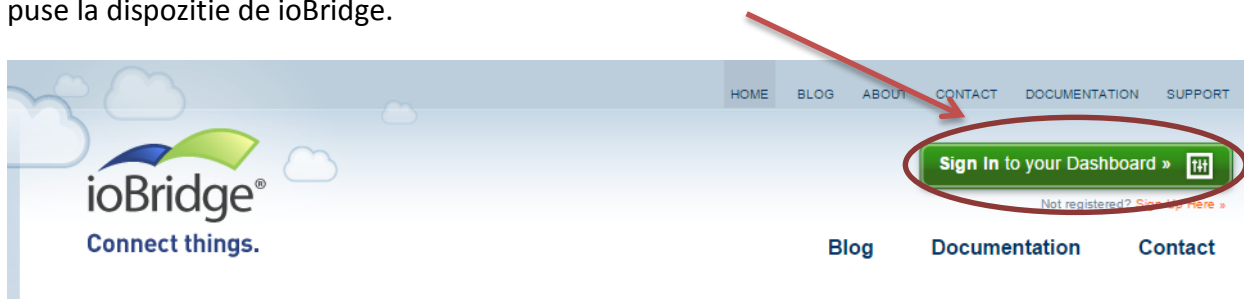 puse la dispozitie de ioBridge.
HOME BLOG ABOUT CONTACT DOCUMENTATION SUPPORT
Sign In to your Dashboard »
ioBridge®
Not registered? Sign Up Here »
Connect things.
Blog Documentation Contact